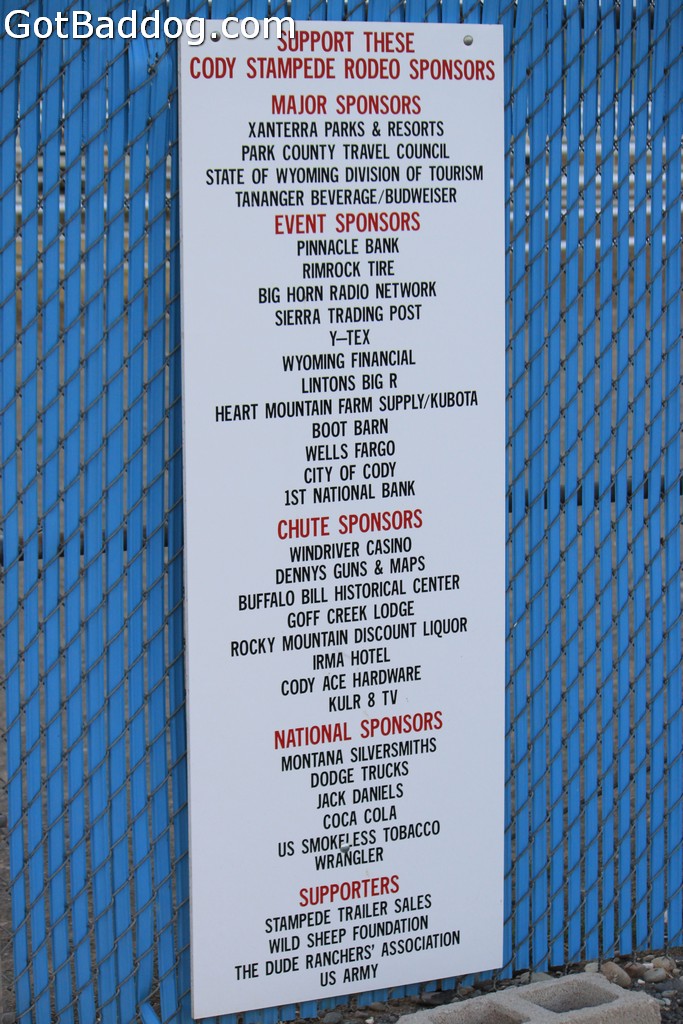 GotBaddog.com
SUPPORT THESE
CODY STAMPEDE RODEO SPONSORS
MAJOR SPONSORS
XANTERRA PARKS & RESORTS
PARK COUNTY TRAVEL COUNCIL
STATE OF WYOMING DIVISION OF TOURISM
TANANGER BEVERAGE/BUDWEISER
EVENT SPONSORS
PINNACLE BANK
RIMROCK TIRE
BIG HORN RADIO NETWORK
SIERRA TRADING POST
Y-TEX
WYOMING FINANCIAL
LINTONS BIG R
HEART MOUNTAIN FARM SUPPLY/KUBOTA
BOOT BARN
WELLS FARGO
CITY OF CODY
1ST NATIONAL BANK
CHUTE SPONSORS
WINDRIVER CASINO
DENNYS GUNS & MAPS
BUFFALO BILL HISTORICAL CENTER
GOFF CREEK LODGE
ROCKY MOUNTAIN DISCOUNT LIQUOR
IRMA HOTEL
CODY ACE HARDWARE
KULR 8 TV
NATIONAL SPONSORS
MONTANA SILVERSMITHS
DODGE TRUCKS
JACK DANIELS
COCA COLA
US SMOKELESS TOBACCO
WRANGLER
SUPPORTERS
STAMPEDE TRAILER SALES
WILD SHEEP FOUNDATION
THE DUDE RANCHERS' ASSOCIATION
US ARMY